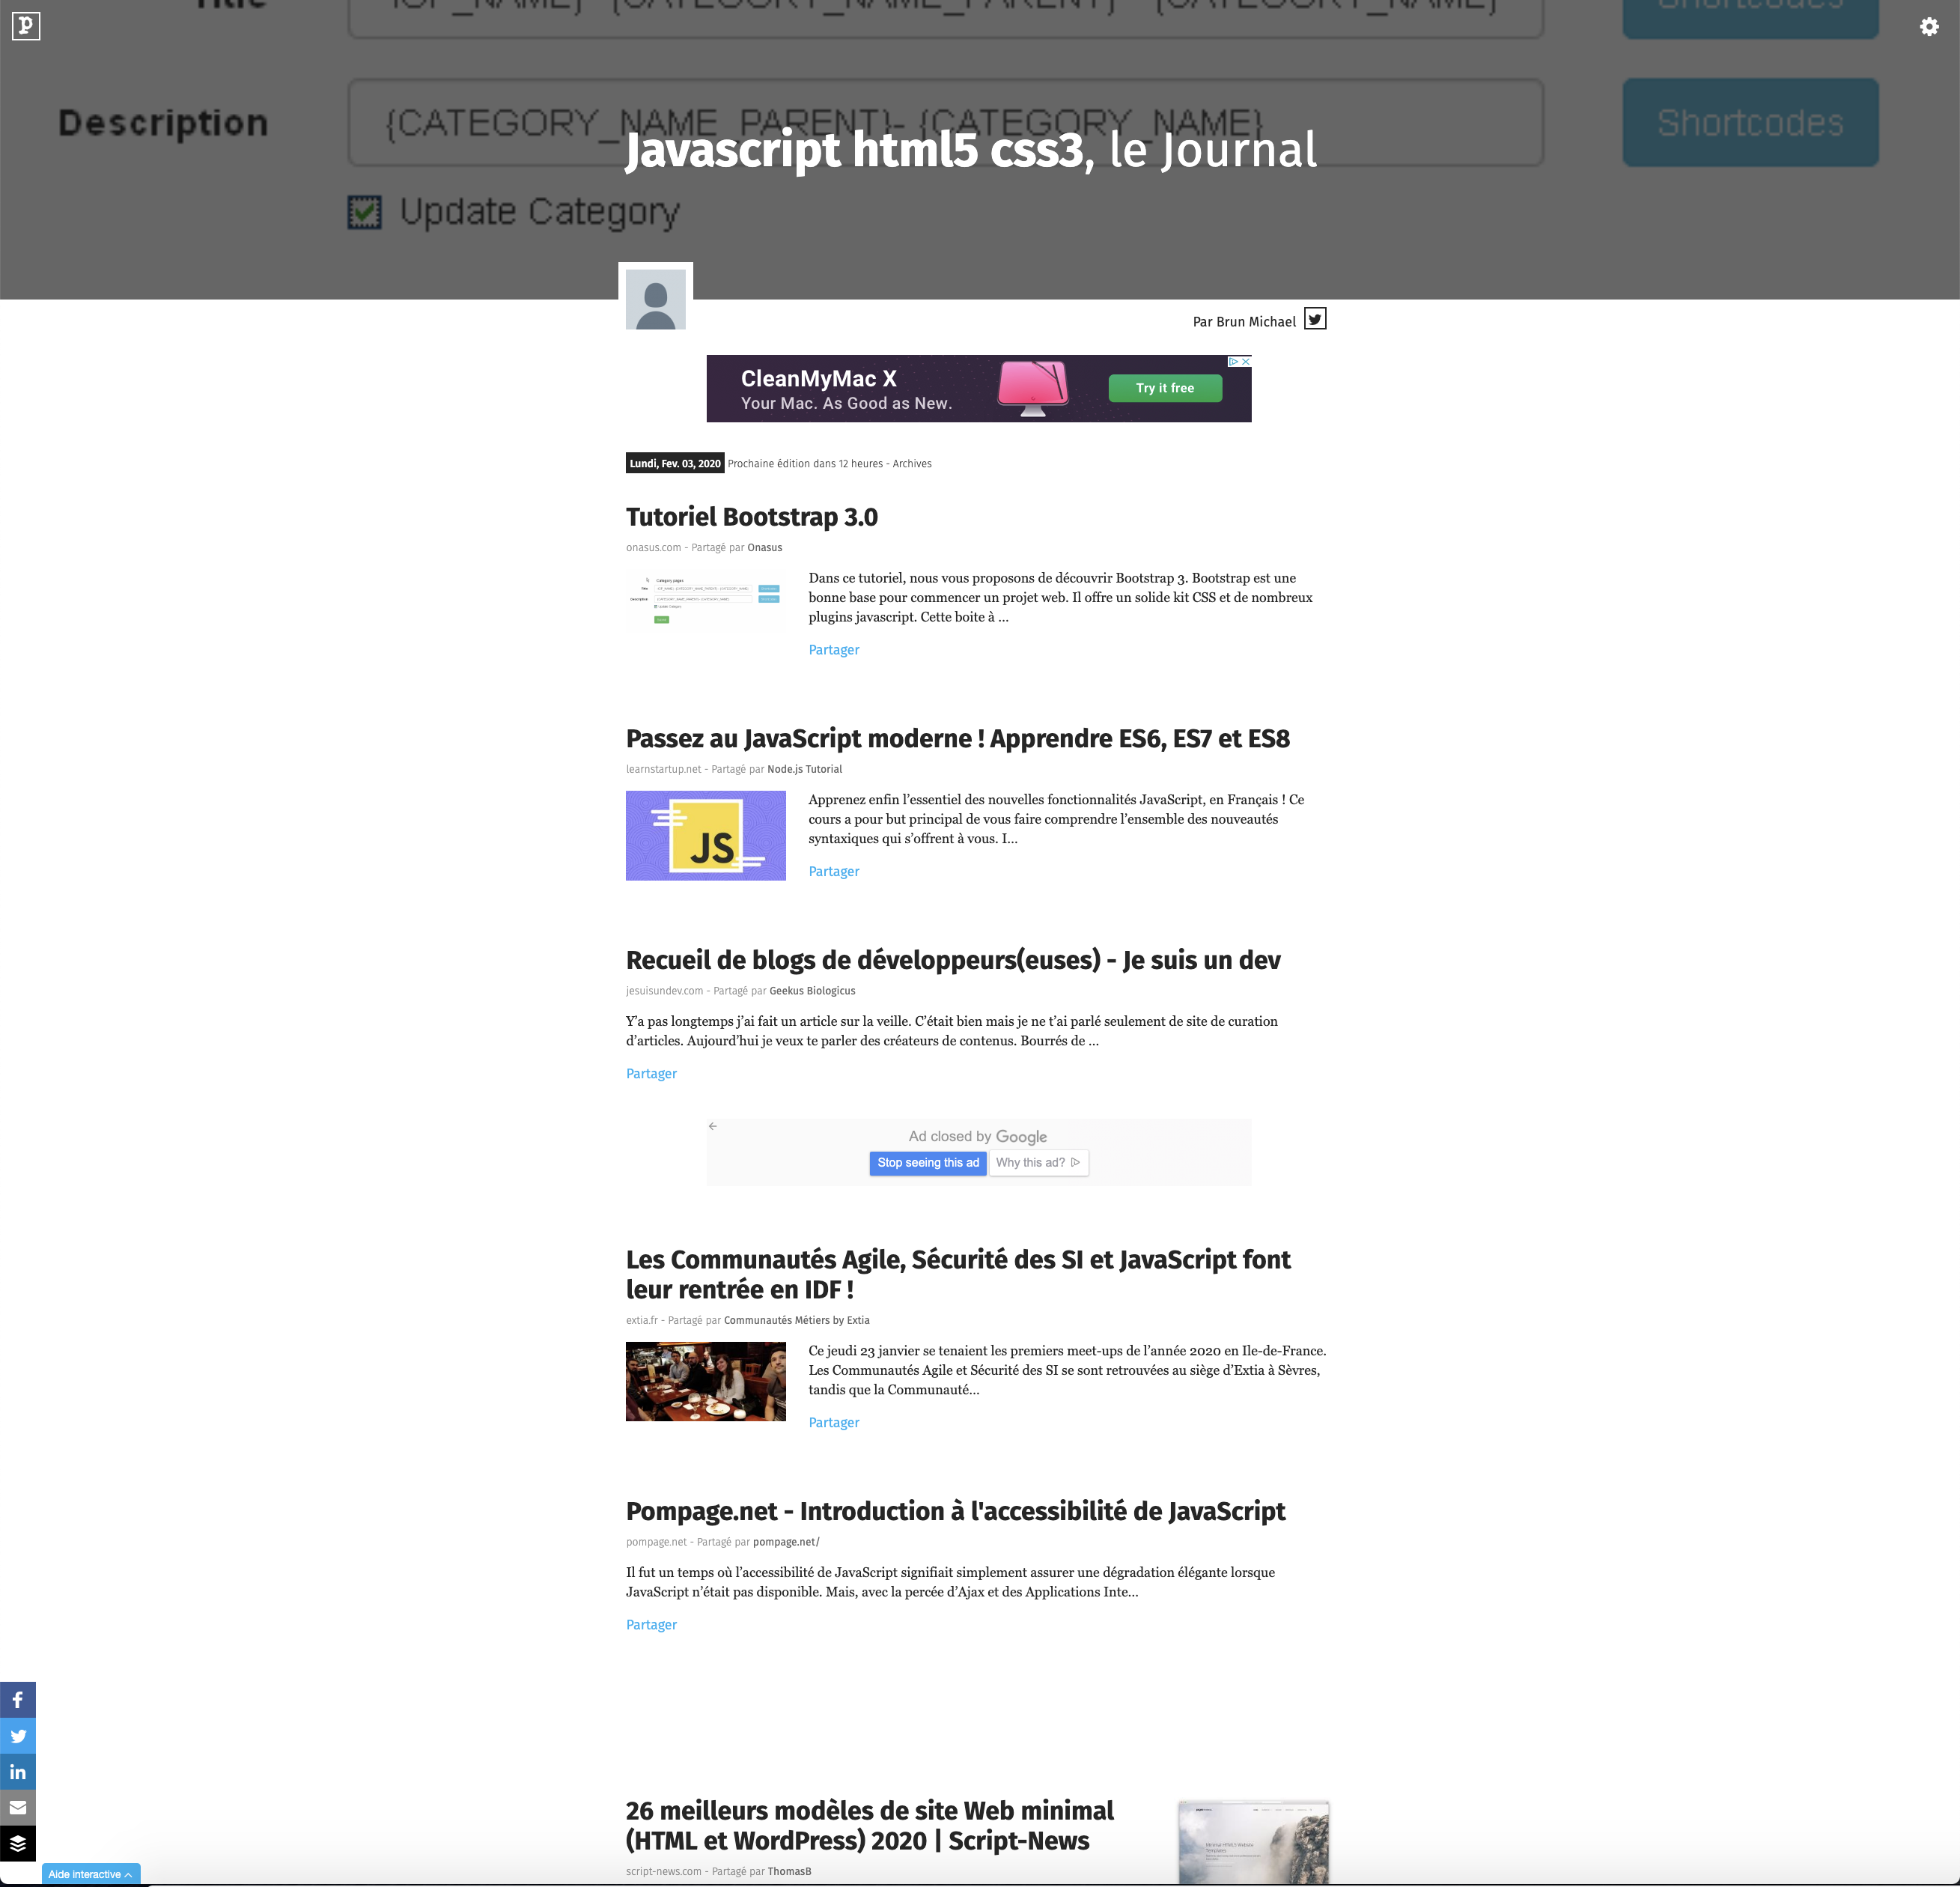 Title
{TOP_NAME} - {CATEGORY_NAME_PARENT} - {CATEGORY_NAME}
Shortcodes
p
Description
{CATEGORY_NAME_PARENT}- {CATEGORY_NAME}
Shortcodes
Javascript html5 css3, le Journal
Update Category
Par Brun Michael
CleanMyMac X
Your Mac. As Good as New.
Try it free
Lundi, Fev. 03, 2020 Prochaine édition dans 12 heures - Archives
Tutoriel Bootstrap 3.0
onasus.com - Partagé par Onasus
Dans ce tutoriel, nous vous proposons de découvrir Bootstrap 3. Bootstrap est une
bonne base pour commencer un projet web. Il offre un solide kit CSS et de nombreux
plugins javascript. Cette boite à ...
Partager
Passez au JavaScript moderne ! Apprendre ES6, ES7 et ES8
learnstartup.net - Partagé par Node.js Tutorial
JS
Apprenez enfin l’essentiel des nouvelles fonctionnalités JavaScript, en Français ! Ce
cours a pour but principal de vous faire comprendre l’ensemble des nouveautés
syntaxiques qui s’offrent à vous. I...
Partager
Recueil de blogs de développeurs(euses) - Je suis un dev
jesuisundev.com - Partagé par Geekus Biologicus
Y’a pas longtemps j’ai fait un article sur la veille. C’était bien mais je ne t’ai parlé seulement de site de curation
d’articles. Aujourd’hui je veux te parler des créateurs de contenus. Bourrés de ...
Partager
Ad closed by Google
Stop seeing this ad Why this ad?
Les Communautés Agile, Sécurité des SI et JavaScript font
leur rentrée en IDF !
extia.fr - Partagé par Communautés Métiers by Extia
Ce jeudi 23 janvier se tenaient les premiers meet-ups de l’année 2020 en Ile-de-France.
Les Communautés Agile et Sécurité des SI se sont retrouvées au siège d’Extia à Sèvres,
tandis que la Communauté...
Partager
Pompage.net - Introduction à l'accessibilité de JavaScript
pompage.net - Partagé par pompage.net/
Il fut un temps où l’accessibilité de JavaScript signifiait simplement assurer une dégradation élégante lorsque
JavaScript n’était pas disponible. Mais, avec la percée d’Ajax et des Applications Inte...
Partager
26 meilleurs modèles de site Web minimal
(HTML et WordPress) 2020 | Script-News
script-news.com - Partagé par ThomasB
Minimal HTML5 Website
Templates
Aide interactive